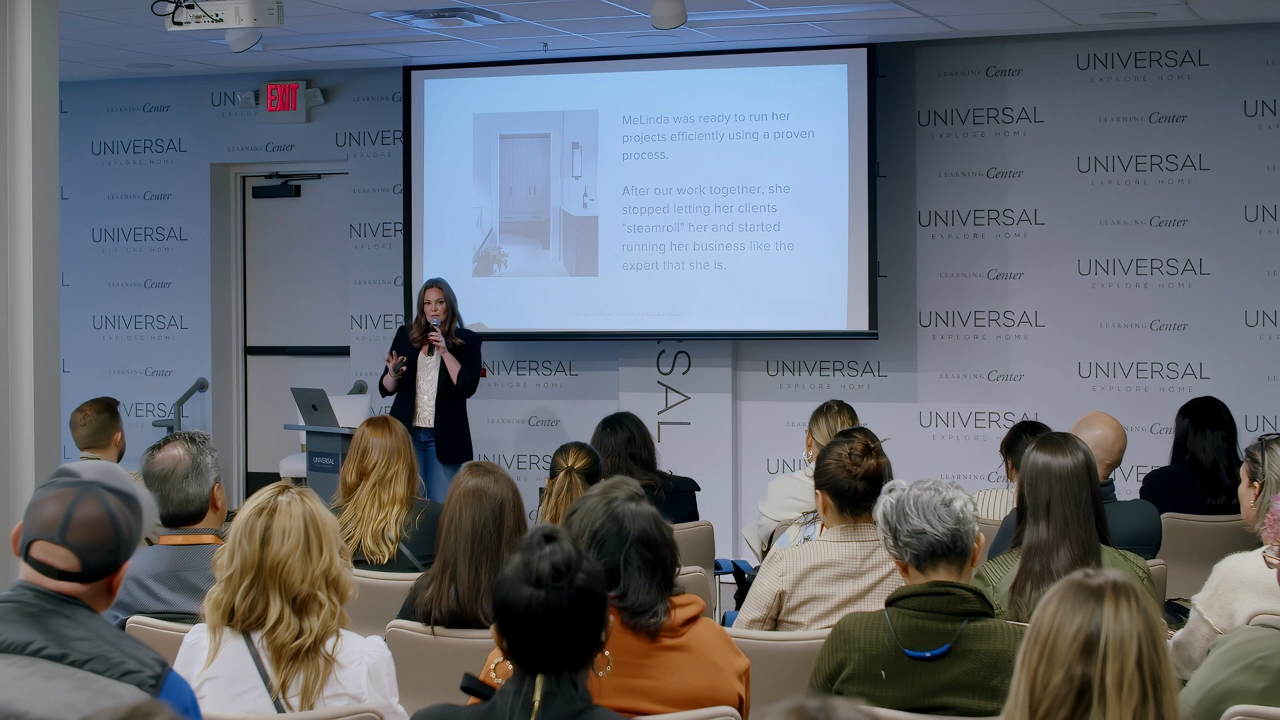 EXIT
MeLinda was ready to run her
projects efficiently using a proven
process.
After our work together, she
stopped letting her clients
"steamroll" her and started
running her business like the
expert that she is.
LEARNING Center
UNIVERSAL
EXPLORE HOME